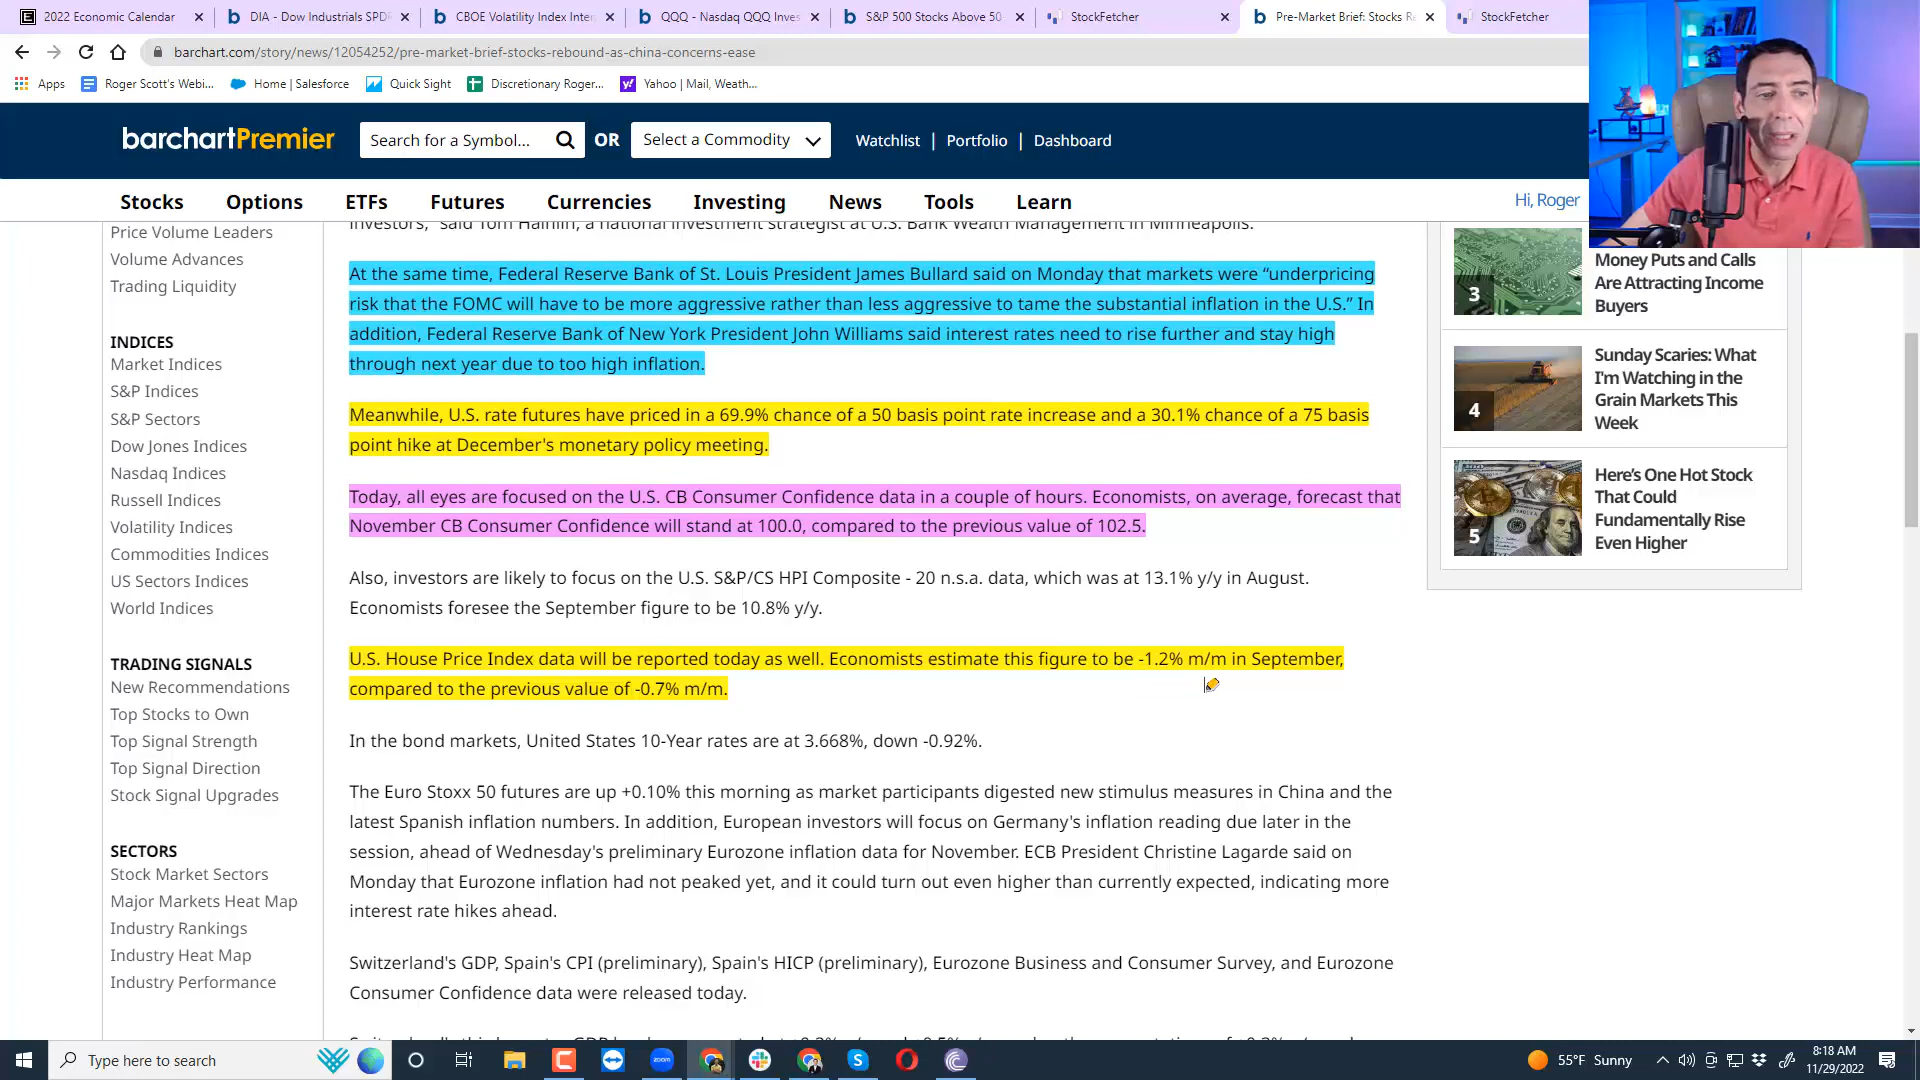 2022 Economic Calendar
DIA - Dow Industrials SPDR
CBOE Volatility Index Inter
QQQ - Nasdaq QQQ Inves
S&P 500 Stocks Above 50-
StockFetcher
Pre-Market Brief: Stocks Re
StockFetcher
barchart.com/story/news/12054252/pre-market-brief-stocks-rebound-as-china-concerns-ease
Apps
Roger Scott's Webi...
Home | Salesforce
Quick Sight
Discretionary Roger...
Yahoo | Mail, Weath...
barchartPremier
Search for a Symbol...
OR
Select a Commodity
Watchlist | Portfolio | Dashboard
Stocks Options ETFs Futures Currencies Investing News Tools Learn
Hi, Roger
Price Volume Leaders
Volume Advances
Trading Liquidity
INDICES
Market Indices
S&P Indices
S&P Sectors
Dow Jones Indices
Nasdaq Indices
Russell Indices
Volatility Indices
Commodities Indices
US Sectors Indices
World Indices
TRADING SIGNALS
New Recommendations
Top Stocks to Own
Top Signal Strength
Top Signal Direction
Stock Signal Upgrades
SECTORS
Stock Market Sectors
Major Markets Heat Map
Industry Rankings
Industry Heat Map
Industry Performance
investors," said Tom Hainlin, a national investment strategist at U.S. Bank Wealth Management in Minneapolis.
At the same time, Federal Reserve Bank of St. Louis President James Bullard said on Monday that markets were “underpricing
risk that the FOMC will have to be more aggressive rather than less aggressive to tame the substantial inflation in the U.S.” In
addition, Federal Reserve Bank of New York President John Williams said interest rates need to rise further and stay high
through next year due to too high inflation.
Meanwhile, U.S. rate futures have priced in a 69.9% chance of a 50 basis point rate increase and a 30.1% chance of a 75 basis
point hike at December's monetary policy meeting.
Today, all eyes are focused on the U.S. CB Consumer Confidence data in a couple of hours. Economists, on average, forecast that
November CB Consumer Confidence will stand at 100.0, compared to the previous value of 102.5.
Also, investors are likely to focus on the U.S. S&P/CS HPI Composite - 20 n.s.a. data, which was at 13.1% y/y in August.
Economists foresee the September figure to be 10.8% y/y.
U.S. House Price Index data will be reported today as well. Economists estimate this figure to be -1.2% m/m in September,
compared to the previous value of -0.7% m/m.
In the bond markets, United States 10-Year rates are at 3.668%, down -0.92%.
The Euro Stoxx 50 futures are up +0.10% this morning as market participants digested new stimulus measures in China and the
latest Spanish inflation numbers. In addition, European investors will focus on Germany's inflation reading due later in the
session, ahead of Wednesday's preliminary Eurozone inflation data for November. ECB President Christine Lagarde said on
Monday that Eurozone inflation had not peaked yet, and it could turn out even higher than currently expected, indicating more
interest rate hikes ahead.
Switzerland's GDP, Spain's CPI (preliminary), Spain's HICP (preliminary), Eurozone Business and Consumer Survey, and Eurozone
Consumer Confidence data were released today.
3
Money Puts and Calls
Are Attracting Income
Buyers
4
Sunday Scaries: What
I'm Watching in the
Grain Markets This
Week
5
Here's One Hot Stock
That Could
Fundamentally Rise
Even Higher
Type here to search
zoom
55°F Sunny
8:18 AM
11/29/2022